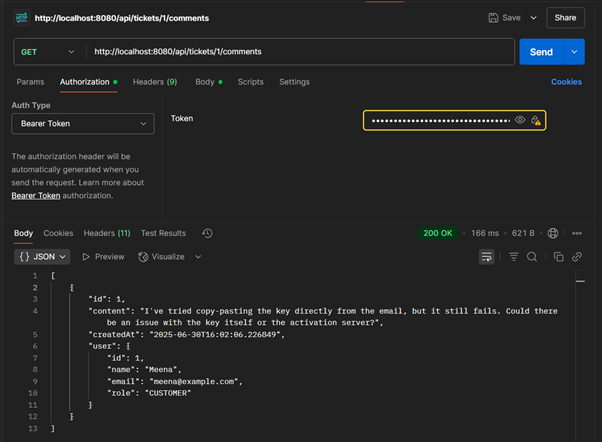 HTTP http://localhost:8080/api/tickets/1/comments Save Share
GET http://localhost:8080/api/tickets/1/comments Send
Params Authorization Headers (9) Body Scripts Settings Cookies
Auth Type
Bearer Token
Token
The authorization header will be
automatically generated when you
send the request. Learn more about
Bearer Token authorization.
Body Cookies Headers (11) Test Results 200 OK 166 ms 621 B
{} JSON Preview Visualize
1 [
2 {
3 "id": 1,
4 "content": "I've tried copy-pasting the key directly from the email, but it still fails. Could there
be an issue with the key itself or the activation server?",
5 "createdAt": "2025-06-30T16:02:06.226849",
6 "user": {
7 "id": 1,
8 "name": "Meena",
9 "email": "meena@example.com",
10 "role": "CUSTOMER"
11 }
12 }
13 ]